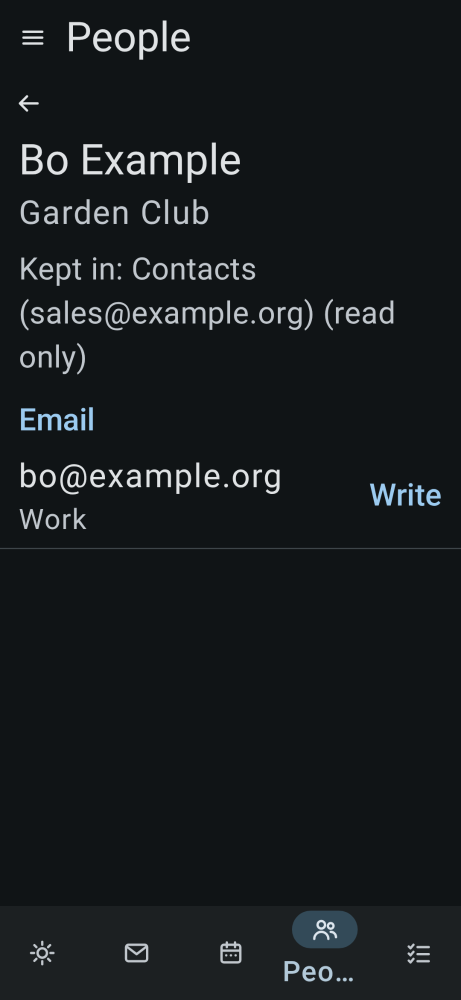 People
Bo Example
Garden Club
Kept in: Contacts
(sales@example.org) (read
only)
Email
bo@example.org
Write
Work
Peo…